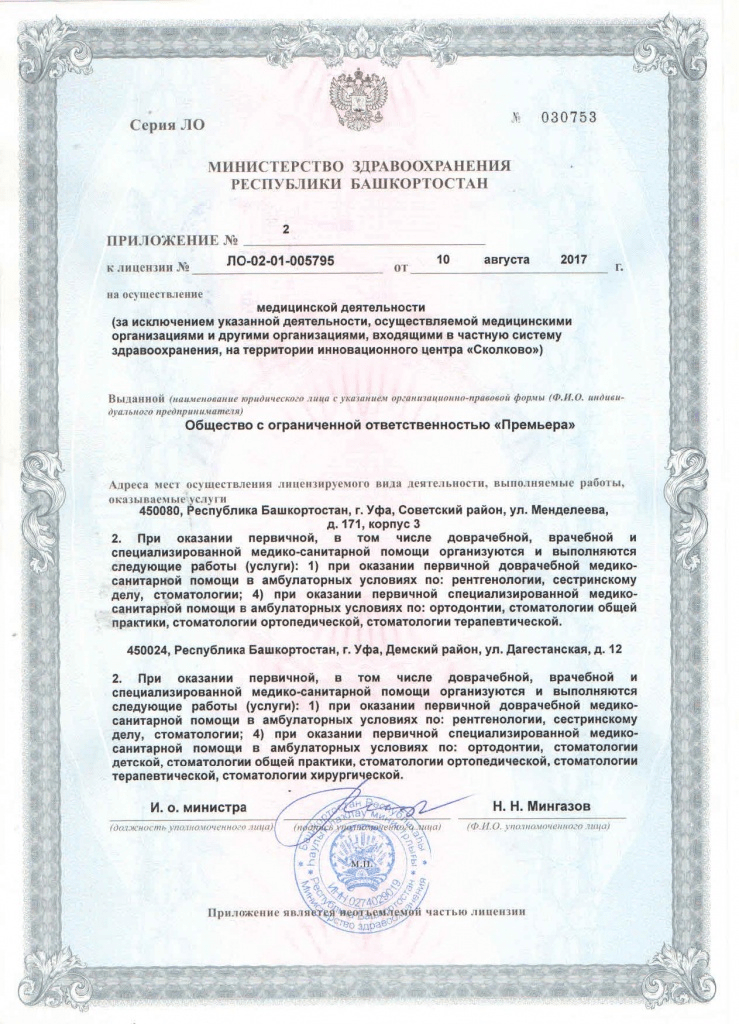 Серия ЛО
№ 030753
МИНИСТЕРСТВО ЗДРАВООХРАНЕНИЯ
РЕСПУБЛИКИ БАШКОРТОСТАН
ПРИЛОЖЕНИЕ № 2
к лицензии № ЛО-02-01-005795 от 10 августа 2017 г.
на осуществление
медицинской деятельности
(за исключением указанной деятельности, осуществляемой медицинскими
организациями и другими организациями, входящими в частную систему
здравоохранения, на территории инновационного центра «Сколково»)
Выданной (наименование юридического лица с указанием организационно-правовой формы (Ф.И.О. индиви-
дуального предпринимателя)
Общество с ограниченной ответственностью «Премьера»
Адреса мест осуществления лицензируемого вида деятельности, выполняемые работы,
оказываемые услуги
450080, Республика Башкортостан, г. Уфа, Советский район, ул. Менделеева,
д. 171, корпус 3
2. При оказании первичной, в том числе доврачебной, врачебной и
специализированной медико-санитарной помощи организуются и выполняются
следующие работы (услуги): 1) при оказании первичной доврачебной медико-
санитарной помощи в амбулаторных условиях по: рентгенологии, сестринскому
делу, стоматологии; 4) при оказании первичной специализированной медико-
санитарной помощи в амбулаторных условиях по: ортодонтии, стоматологии общей
практики, стоматологии ортопедической, стоматологии терапевтической.
450024, Республика Башкортостан, г. Уфа, Демский район, ул. Дагестанская, д. 12
2. При оказании первичной, в том числе доврачебной, врачебной и
специализированной медико-санитарной помощи организуются и выполняются
следующие работы (услуги): 1) при оказании первичной доврачебной медико-
санитарной помощи в амбулаторных условиях по: рентгенологии, сестринскому
делу, стоматологии; 4) при оказании первичной специализированной медико-
санитарной помощи в амбулаторных условиях по: ортодонтии, стоматологии
детской, стоматологии общей практики, стоматологии ортопедической, стоматологии
терапевтической, стоматологии хирургической.
И. о. министра
Н. Н. Мингазов
(должность уполномоченного лица)
(подпись уполномоченного лица)
(Ф.И.О. уполномоченного лица)
Башкортостан Республикаһы
Һаулыҡ һаҡлау министрлығы
М.П.
ИНН 0274029019
Республики Башкортостан
Министерство здравоохранения
Приложение является неотъемлемой частью лицензии